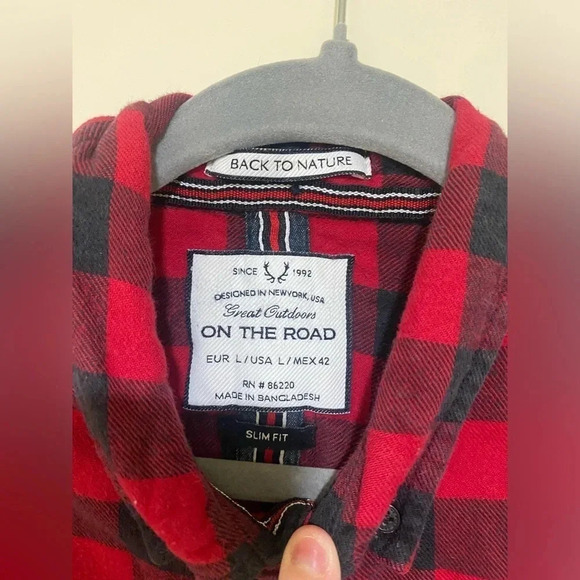 BACK TO NATURE
SINCE 1992
DESIGNED IN NEWYORK, USA
Great Outdoors
ON THE ROAD
EUR L/USA L/MEX 42
RN # 86220
MADE IN BANGLADESH
SLIM FIT